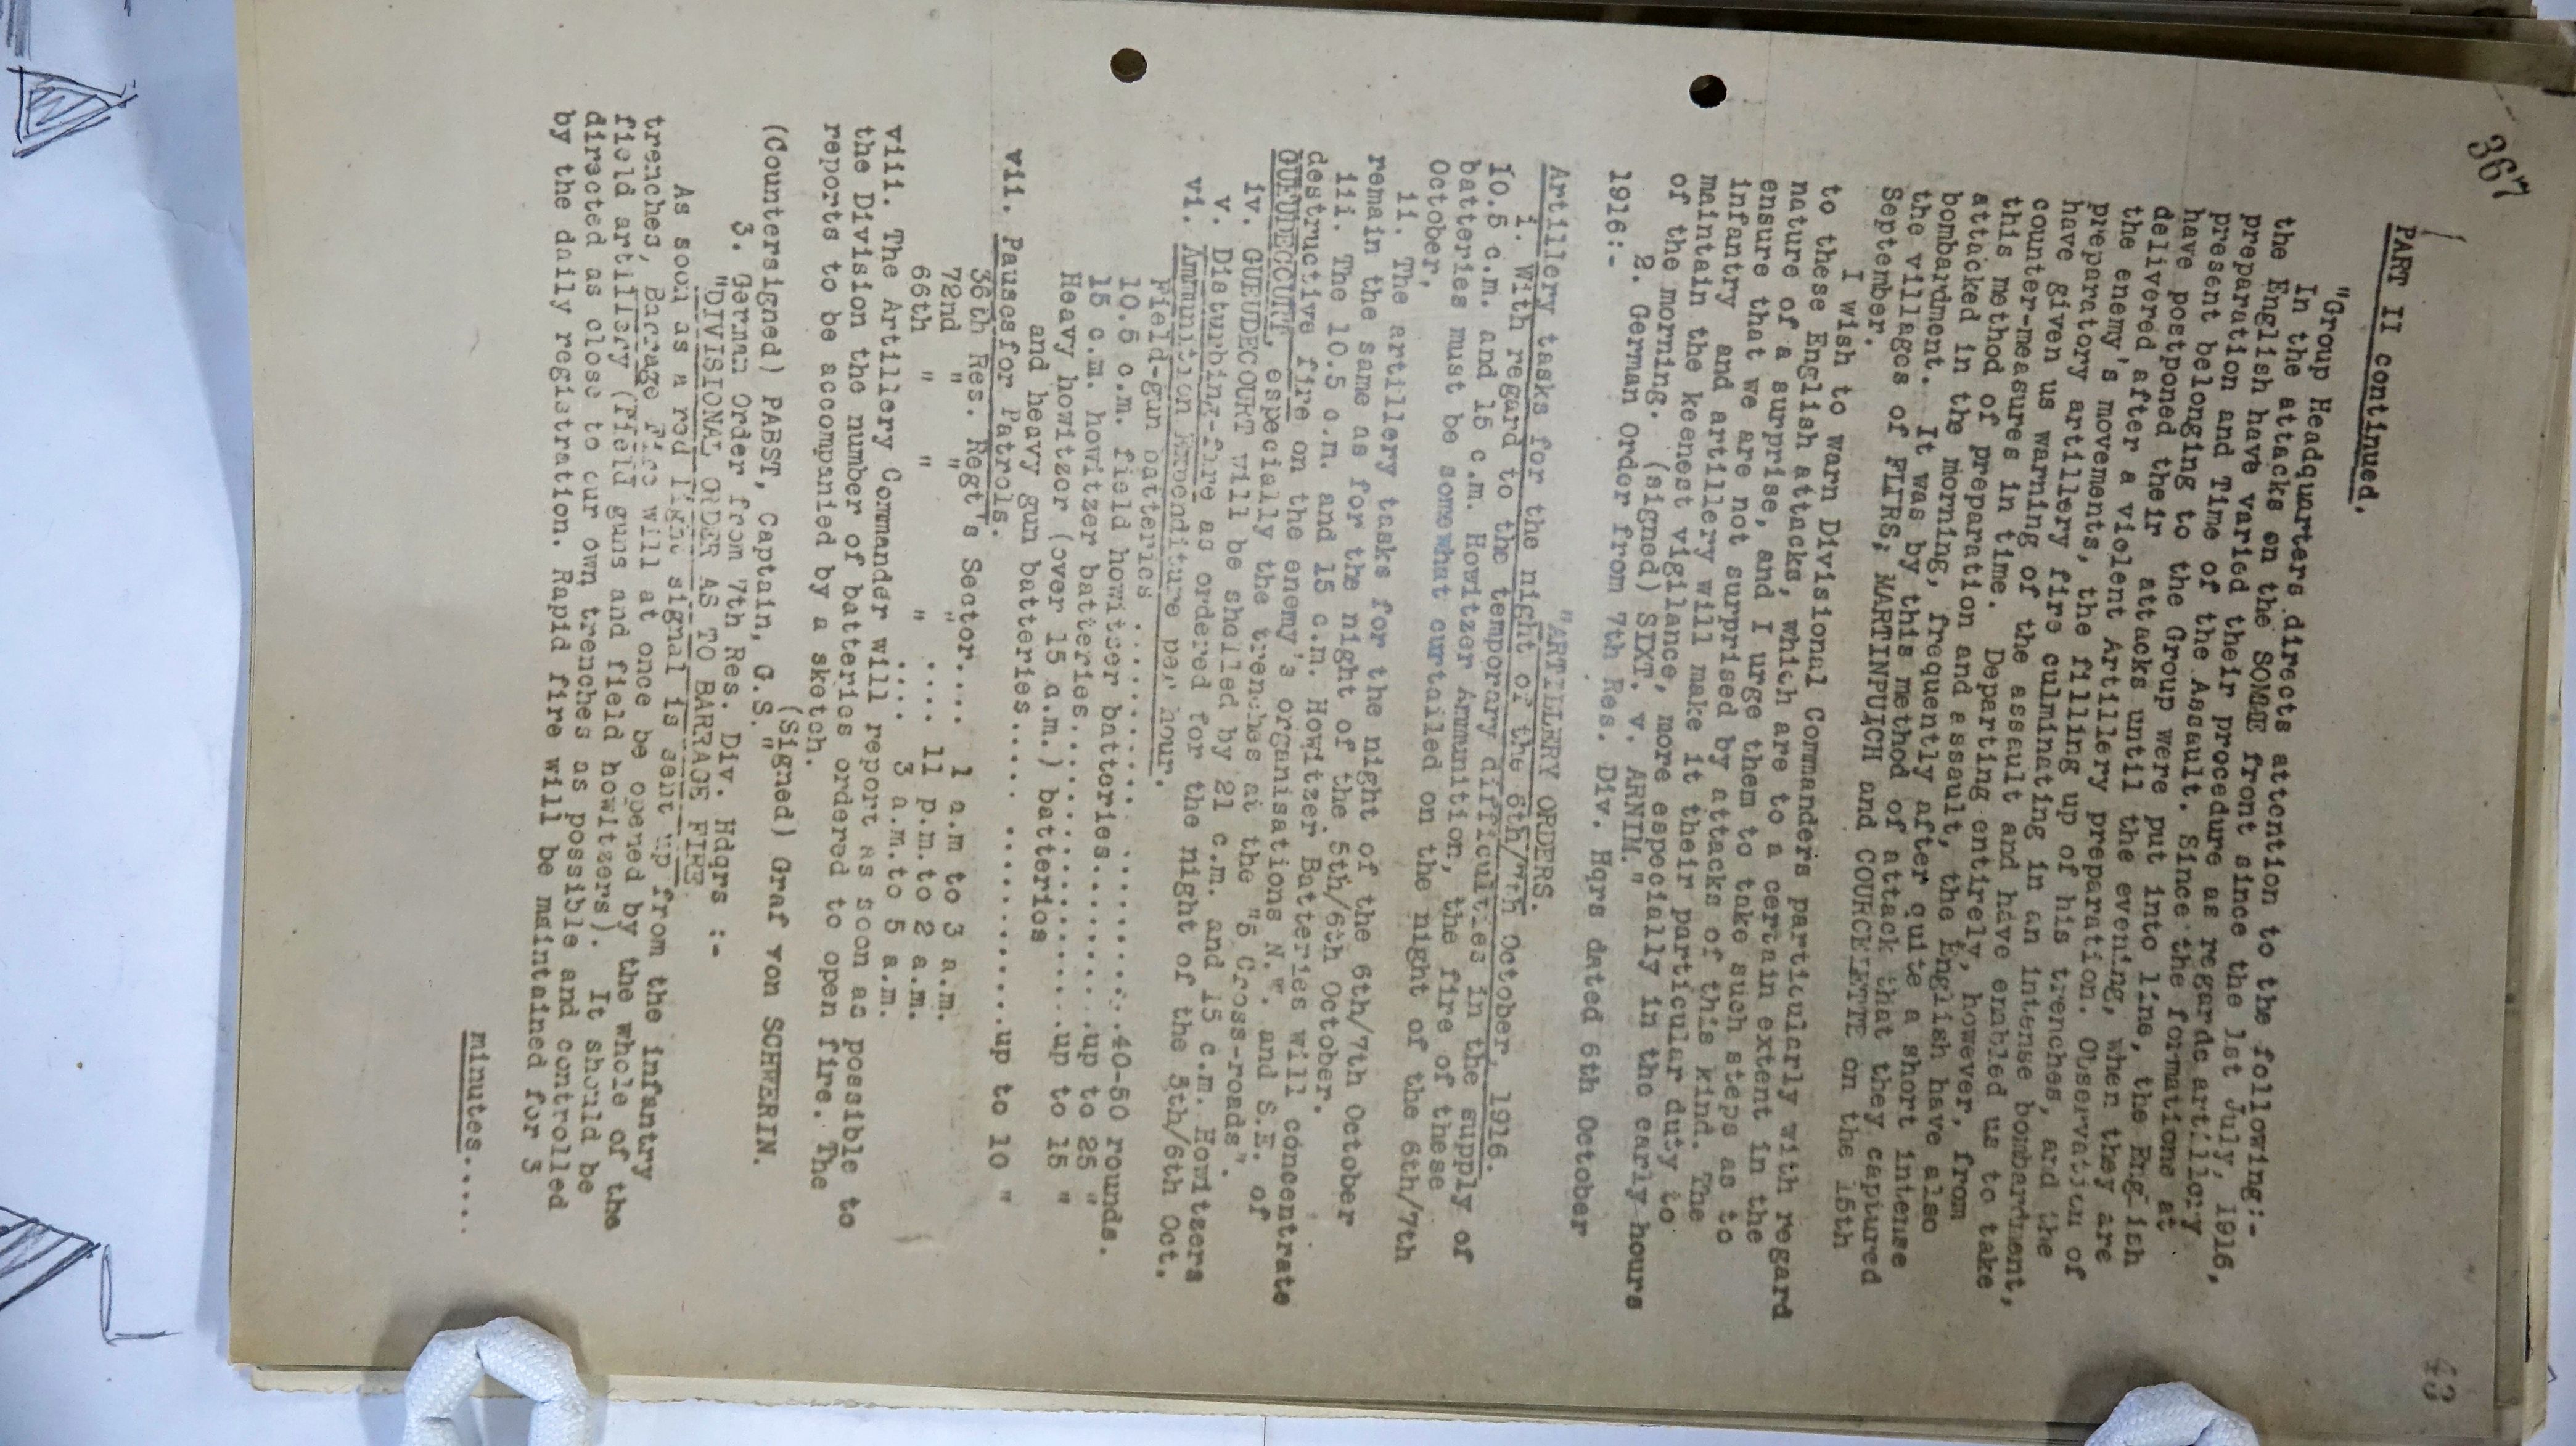 367
43
PART II continued.
"Group Headquarters directs attention to the following:-
In the attacks on the SOMME front since the 1st July, 1916,
the English have varied their procedure as regards artillery
preparation and Time of the Assault. Since the formations at
present belonging to the Group were put into line, the English
have postponed their attacks until the evening, when they are
delivered after a violent Artillery preparation. Observation of
the enemy's movements, the filling up of his trenches, and the
preparatory artillery fire culminating in an intense bombardment,
have given us warning of the assault and have enabled us to take
counter-measures in time. Departing entirely, however, from
this method of preparation and assault, the English have also
attacked in the morning, frequently after quite a short intense
bombardment. It was by this method of attack that they captured
the villages of FLERS, MARTINPUICH and COURCELETTE on the 15th
September.
I wish to warn Divisional Commanders particularly with regard
to these English attacks, which are to a certain extent in the
nature of a surprise, and I urge them to take such steps as to
ensure that we are not surprised by attacks of this kind. The
infantry and artillery will make it their particular duty to
maintain the keenest vigilance, more especially in the early hours
of the morning. (signed) SIXT. v. ARNIM."
2. German Order from 7th Res. Div. Hqrs dated 6th October
1916:-
"ARTILLERY ORDERS.
Artillery tasks for the night of the 6th/7th October, 1916.
i. With regard to the temporary difficulties in the supply of
10.5 c.m. and 15 c.m. Howitzer Ammunition, the fire of these
batteries must be somewhat curtailed on the night of the 6th/7th
October,
ii. The artillery tasks for the night of the 6th/7th October
remain the same as for the night of the 5th/6th October.
iii. The 10.5 c.m. and 15 c.m. Howitzer Batteries will concentrate
destructive fire on the enemy's organisations N.W. and S.E. of
GUEUDECOURT, especially the trenches at the "5 Cross-roads".
iv. GUEUDECOURT will be shelled by 21 c.m. and 15 c.m. Howitzers
v. Disturbing-fire as ordered for the night of the 5th/6th Oct.
vi. Ammunition Expenditure per hour.
Field-gun batteries ..................40-50 rounds.
10.5 c.m. field howitzer batteries.........up to 25 "
15 c.m. howitzer batteries..............up to 15 "
Heavy howitzer (over 15 c.m.) batteries
and heavy gun batteries..... ..........up to 10 "
vii. Pauses for Patrols.
36th Res. Regt's Sector.... 1 a.m to 3 a.m.
72nd " " " .... 11 p.m. to 2 a.m.
66th " " " .... 3 a.m. to 5 a.m.
viii. The Artillery Commander will report as soon as possible to
the Division the number of batteries ordered to open fire. The
reports to be accompanied by a sketch.
(Signed) Graf von SCHWERIN.
(Countersigned) PABST, Captain, G.S."
3. German Order from 7th Res. Div. Hdqrs :-
"DIVISIONAL ORDER AS TO BARRAGE FIRE
As soon as a red light signal is sent up from the infantry
trenches, Barrage Fire will at once be opened by the whole of the
field artillery (Field guns and field howitzers). It should be
directed as close to our own trenches as possible and controlled
by the daily registration. Rapid fire will be maintained for 3
minutes.....